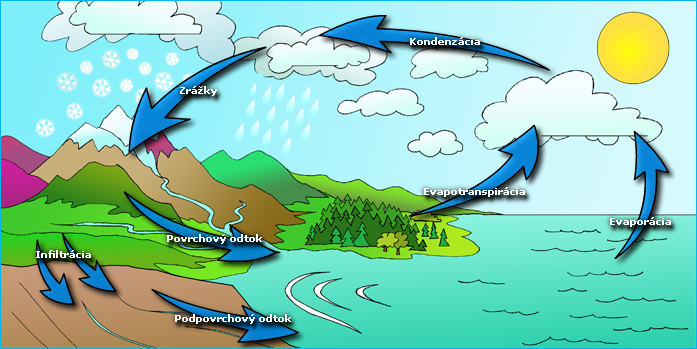 Kondenzácia
Zrážky
Evapotranspirácia
Evaporácia
Povrchový odtok
Infiltrácia
Podpovrchový odtok